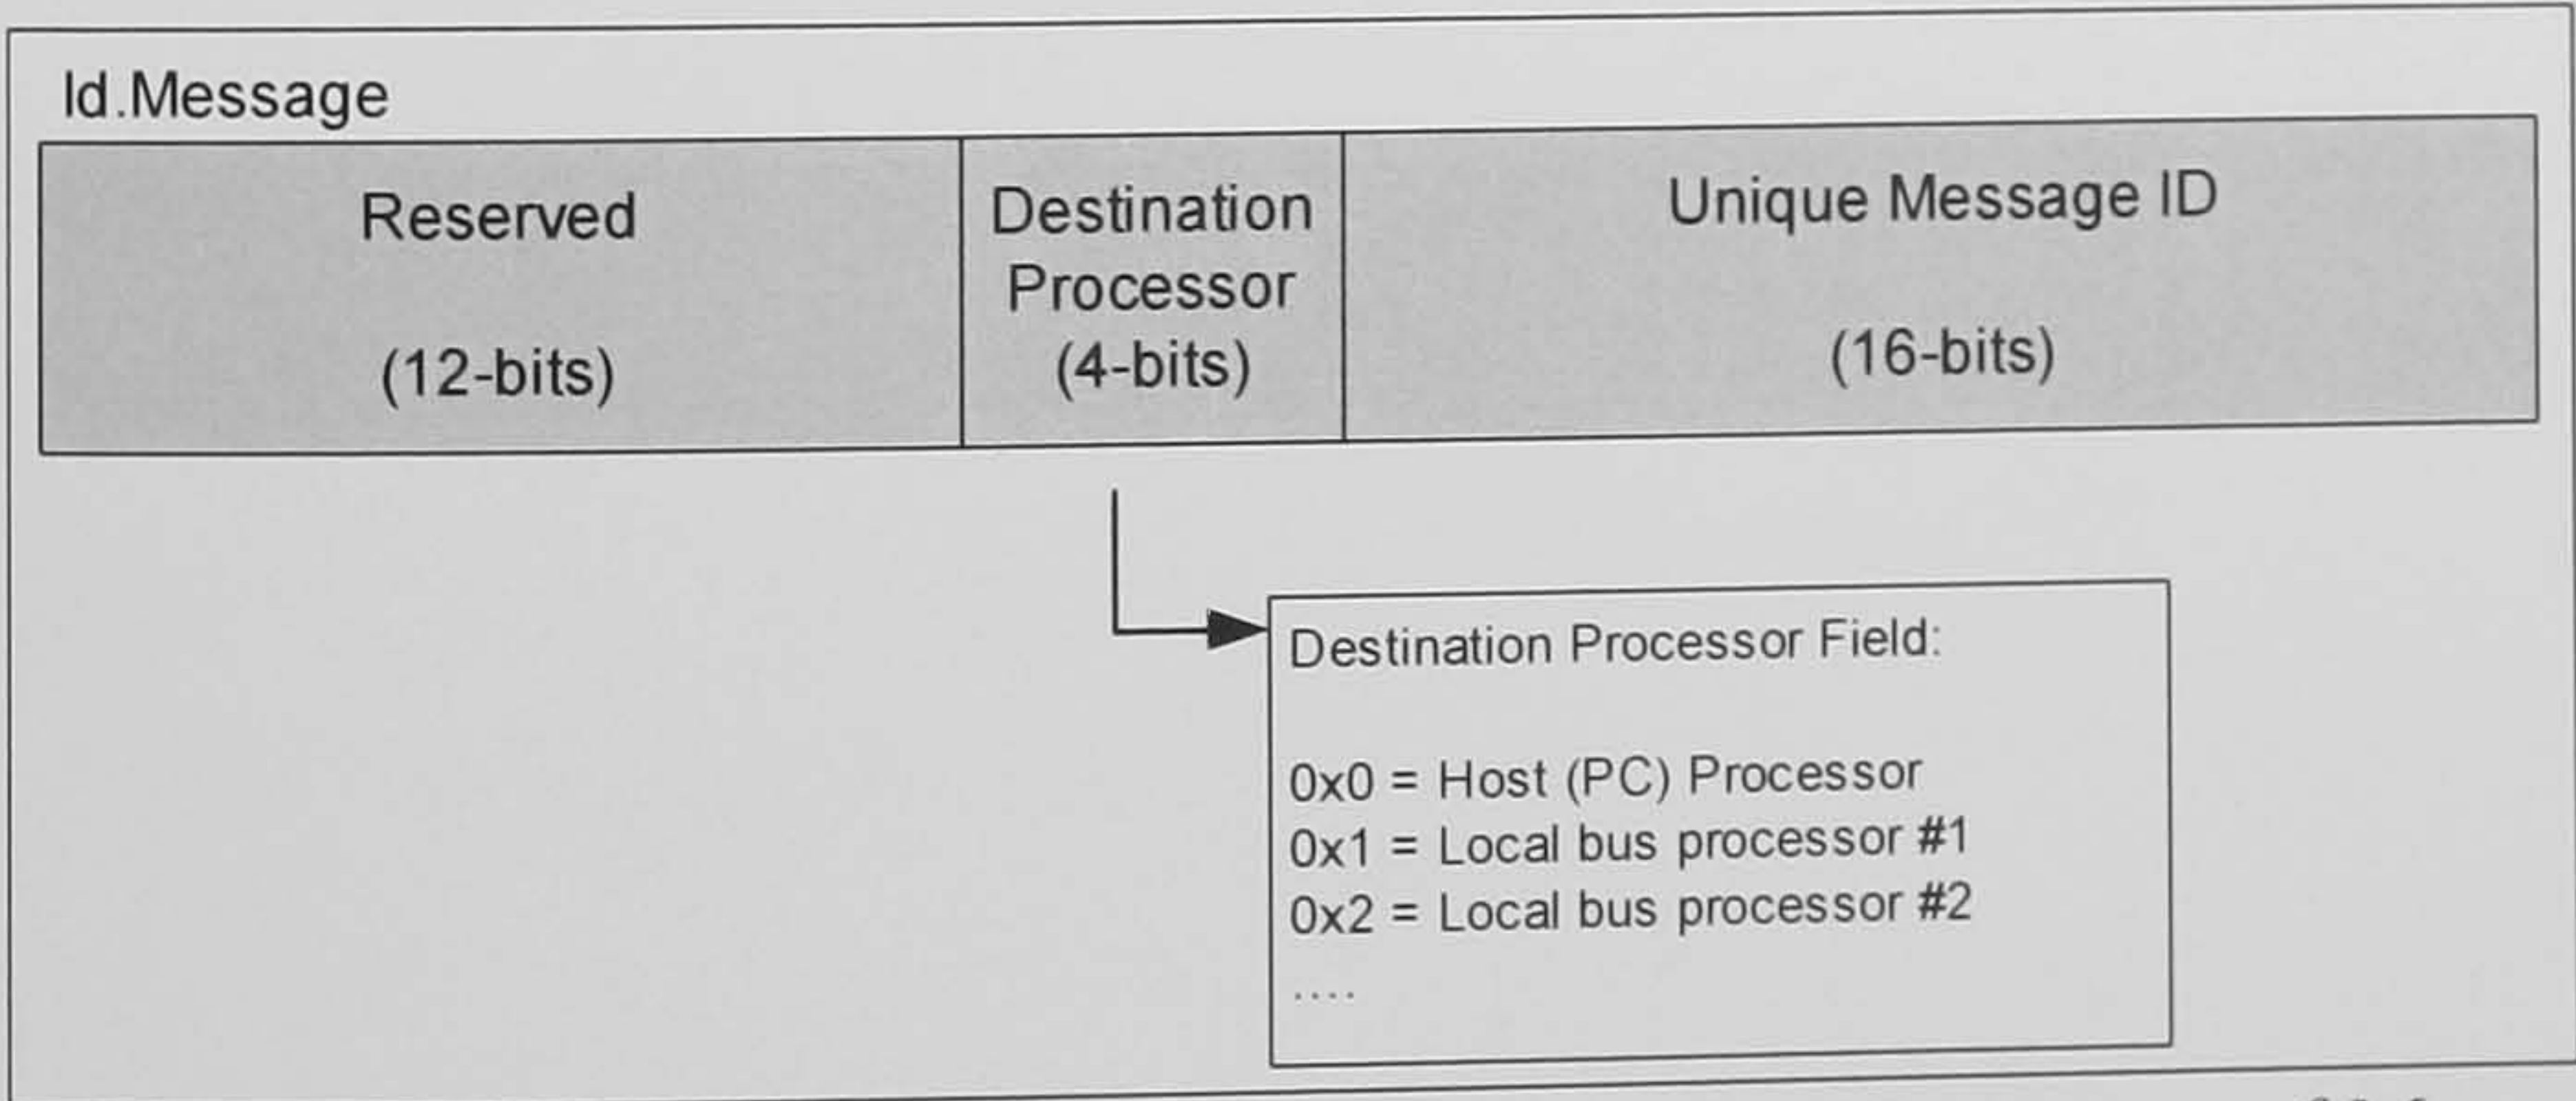 Id.Message
Reserved
(12-bits)
Destination
Processor
(4-bits)
Unique Message ID
(16-bits)
Destination Processor Field:
0x0 = Host (PC) Processor
0x1 = Local bus processor #1
0x2 = Local bus processor #2
....